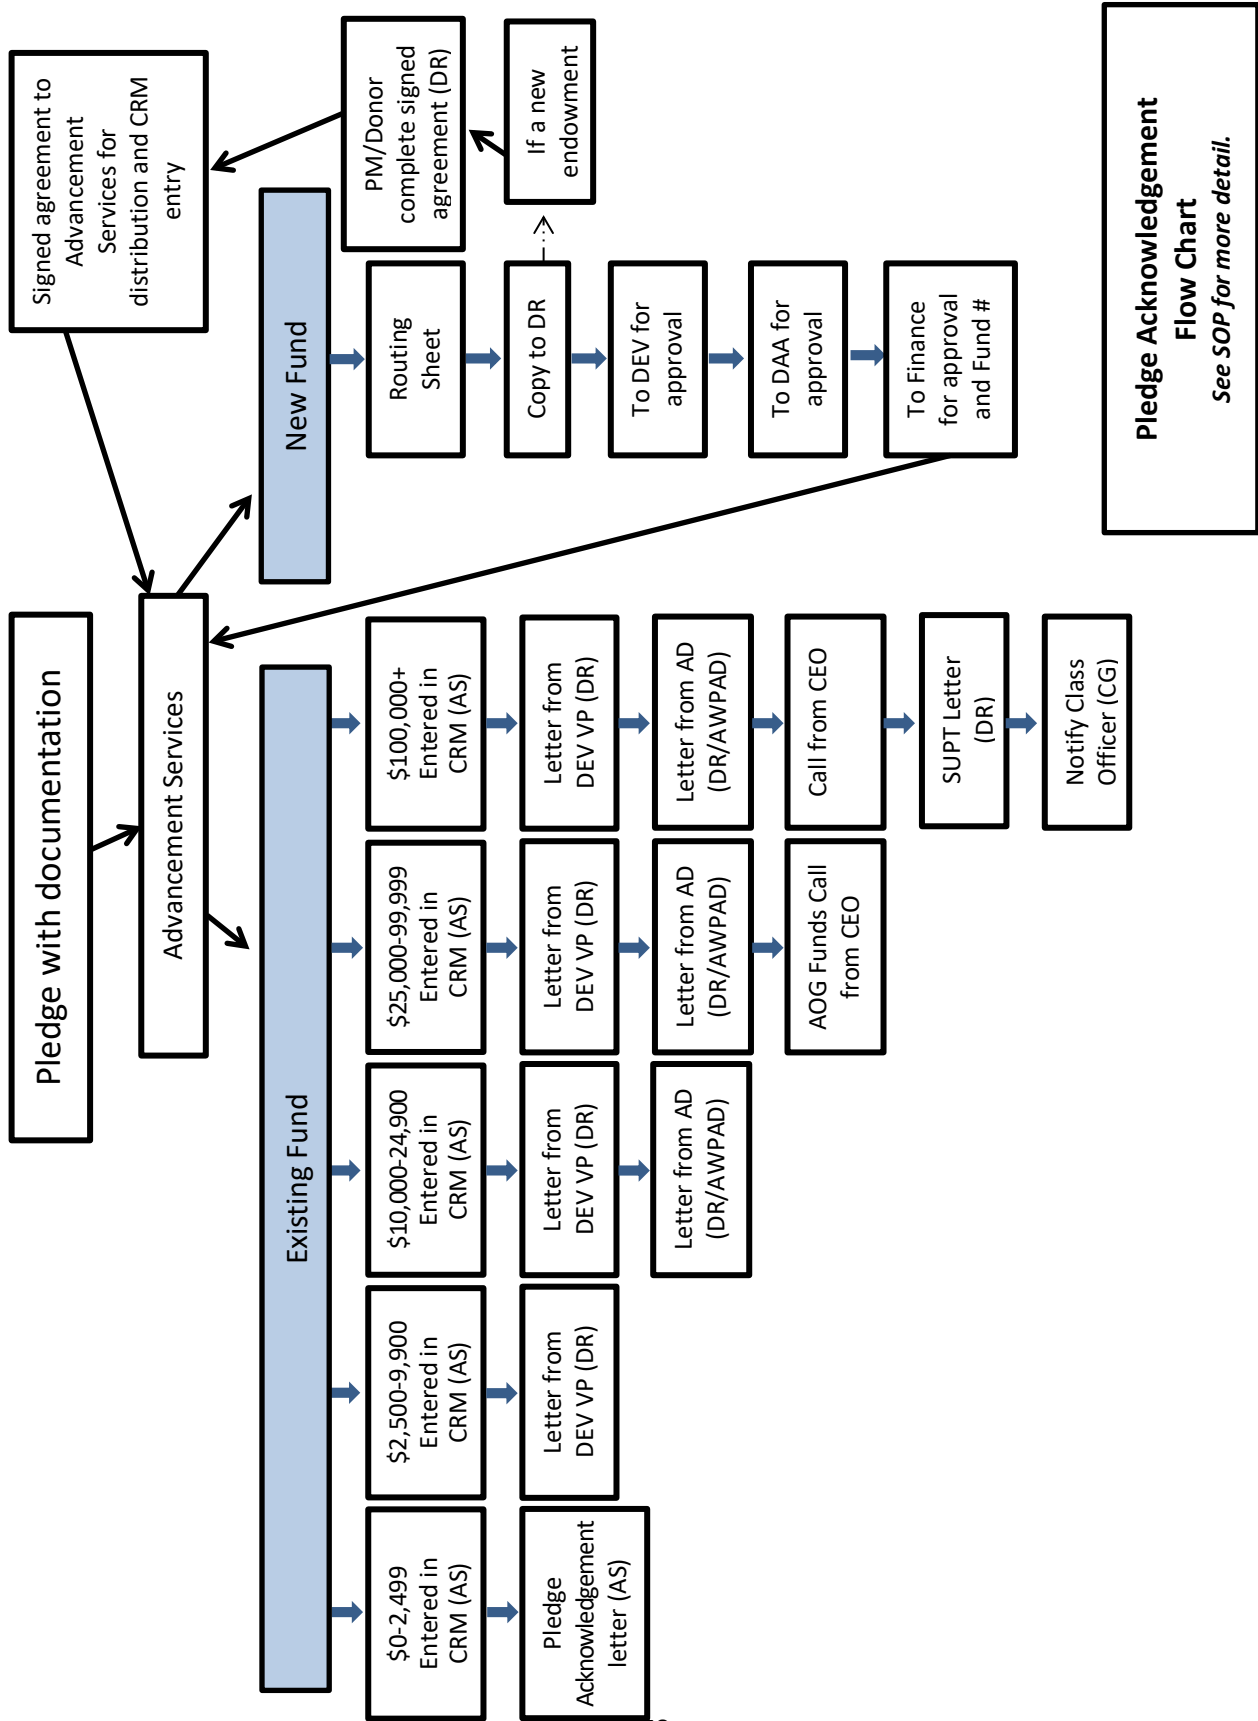 Pledge with documentation
Advancement Services
Signed agreement to
Advancement
Services for
distribution and CRM
entry
Existing Fund
New Fund
PM/Donor
complete signed
agreement (DR)
If a new
endowment
$0-2,499
Entered in
CRM (AS)
Pledge
Acknowledgement
letter (AS)
$2,500-9,900
Entered in
CRM (AS)
Letter from
DEV VP (DR)
$10,000-24,900
Entered in
CRM (AS)
Letter from
DEV VP (DR)
Letter from AD
(DR/AWPAD)
$25,000-99,999
Entered in
CRM (AS)
Letter from
DEV VP (DR)
Letter from AD
(DR/AWPAD)
AOG Funds Call
from CEO
$100,000+
Entered in
CRM (AS)
Letter from
DEV VP (DR)
Letter from AD
(DR/AWPAD)
Call from CEO
SUPT Letter
(DR)
Notify Class
Officer (CG)
Routing
Sheet
Copy to DR
To DEV for
approval
To DAA for
approval
To Finance
for approval
and Fund #
Pledge Acknowledgement
Flow Chart
See SOP for more detail.